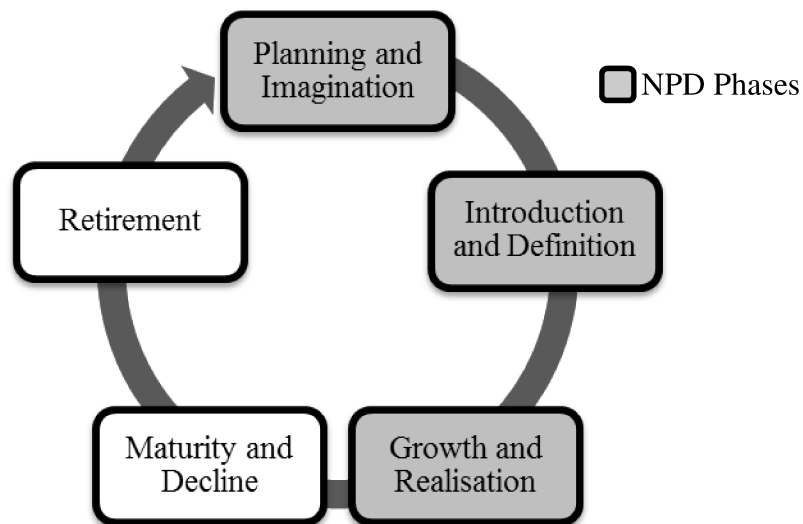 Planning and
Imagination
NPD Phases
Introduction
and Definition
Growth and
Realisation
Maturity and
Decline
Retirement